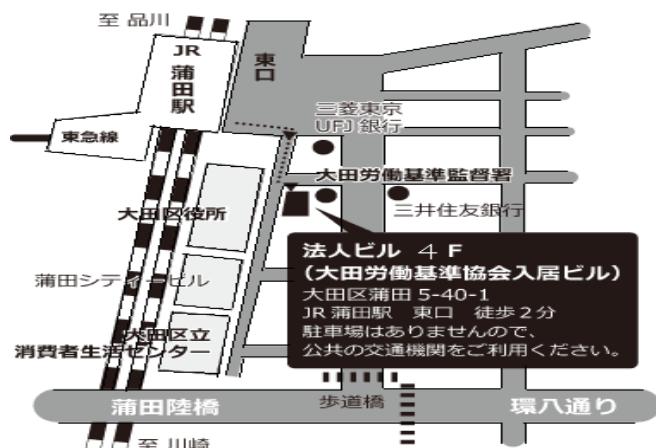 至 品川
JR
蒲田駅
東口
三菱東京
UFJ 銀行
東急線
大田労働基準監督署
大田区役所
三井住友銀行
法人ビル ４Ｆ
（大田労働基準協会入居ビル）
大田区蒲田 5-40-1
JR 蒲田駅　東口　徒歩２分
駐車場はありませんので、
公共の交通機関をご利用ください。
蒲田シティービル
大田区立
消費者生活センター
蒲田陸橋
歩道橋
環八通り
至 川崎